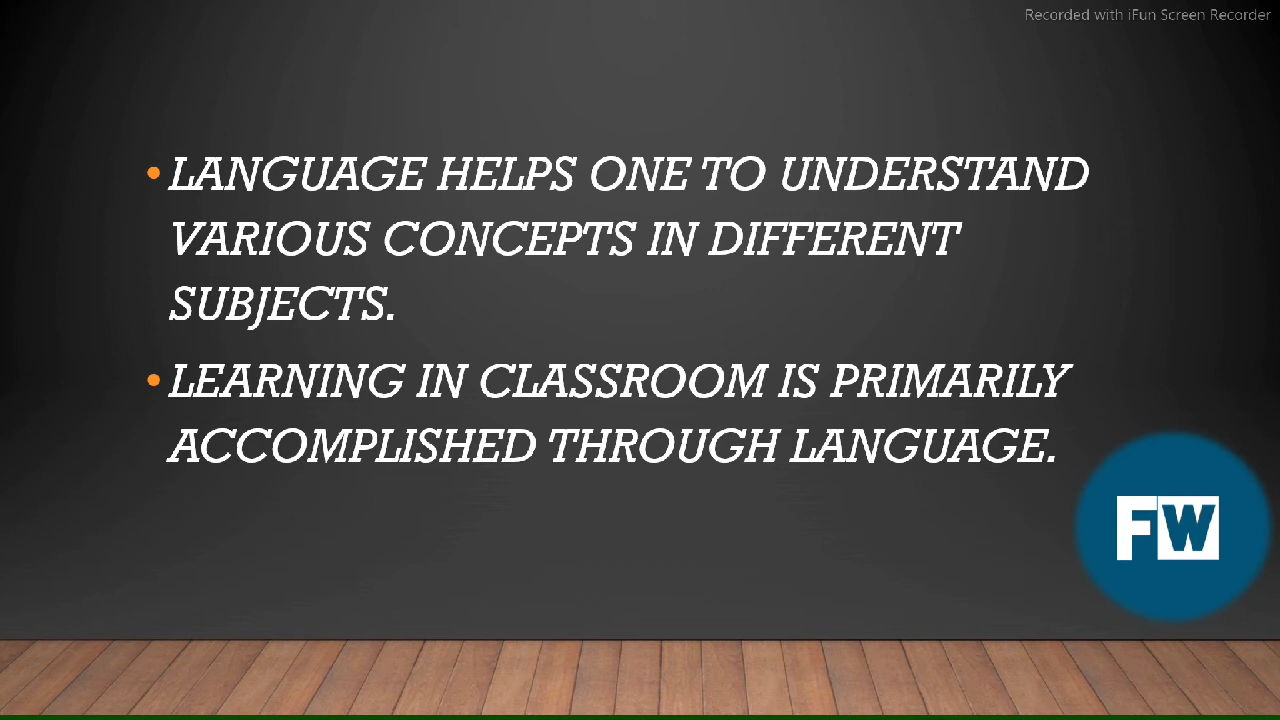 Recorded with iFun Screen Recorder
• LANGUAGE HELPS ONE TO UNDERSTAND
VARIOUS CONCEPTS IN DIFFERENT
SUBJECTS.
• LEARNING IN CLASSROOM IS PRIMARILY
ACCOMPLISHED THROUGH LANGUAGE.
FW